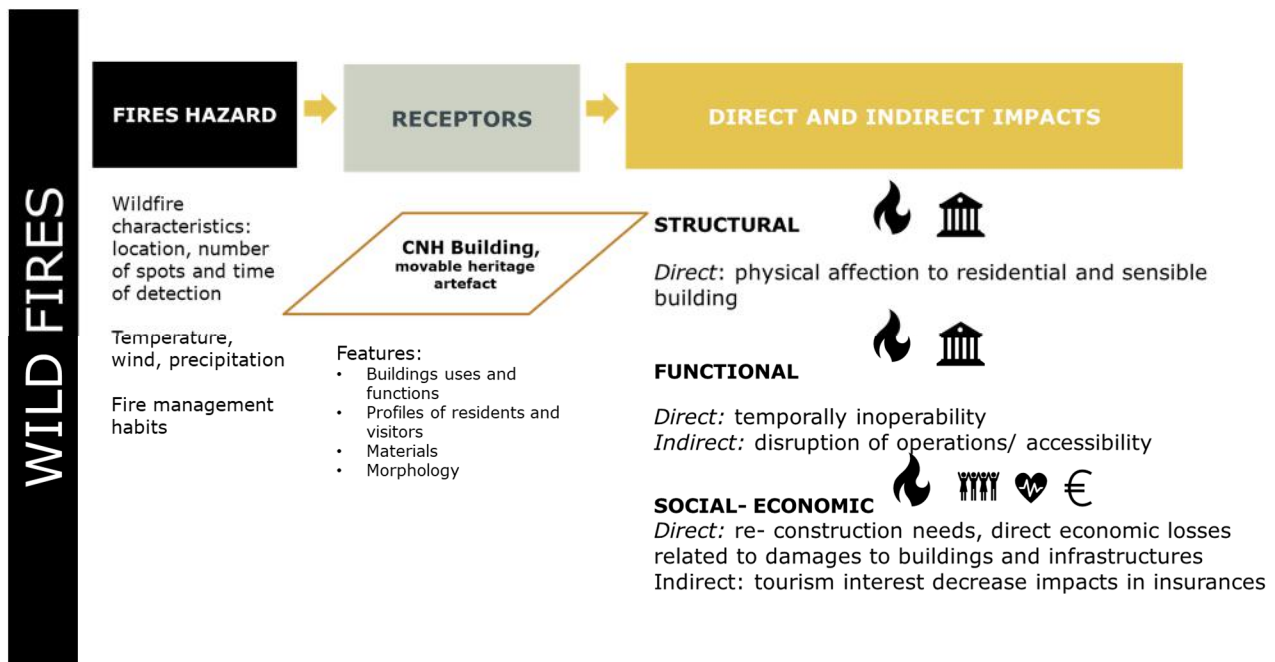 WILD FIRES
FIRES HAZARD
RECEPTORS
DIRECT AND INDIRECT IMPACTS
Wildfire
characteristics:
location, number
of spots and time
of detection
Temperature,
wind, precipitation
Fire management
habits
CNH Building,
movable heritage
artefact
Features:
• Buildings uses and
functions
• Profiles of residents and
visitors
• Materials
• Morphology
STRUCTURAL
Direct: physical affection to residential and sensible
building
FUNCTIONAL
Direct: temporally inoperability
Indirect: disruption of operations/ accessibility
SOCIAL- ECONOMIC
€
Direct: re- construction needs, direct economic losses
related to damages to buildings and infrastructures
Indirect: tourism interest decrease impacts in insurances